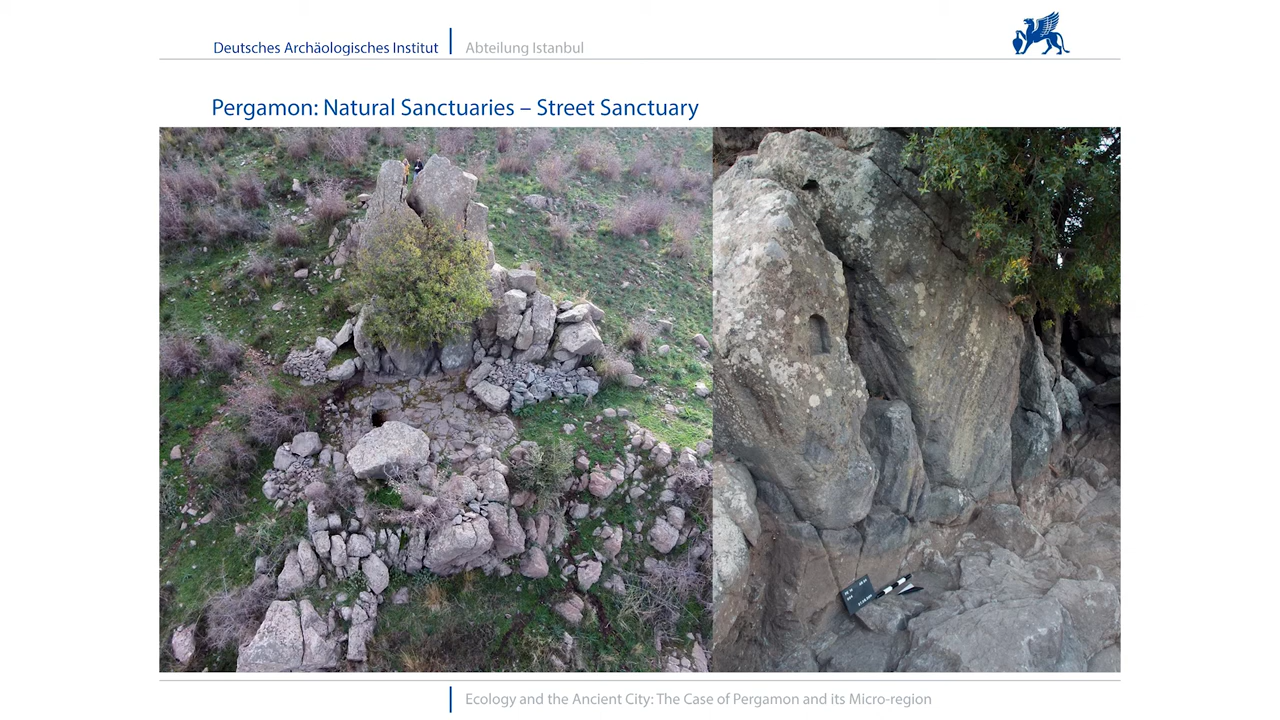 Deutsches Archäologisches Institut
Abteilung Istanbul
Pergamon: Natural Sanctuaries – Street Sanctuary
Ecology and the Ancient City: The Case of Pergamon and its Micro-region